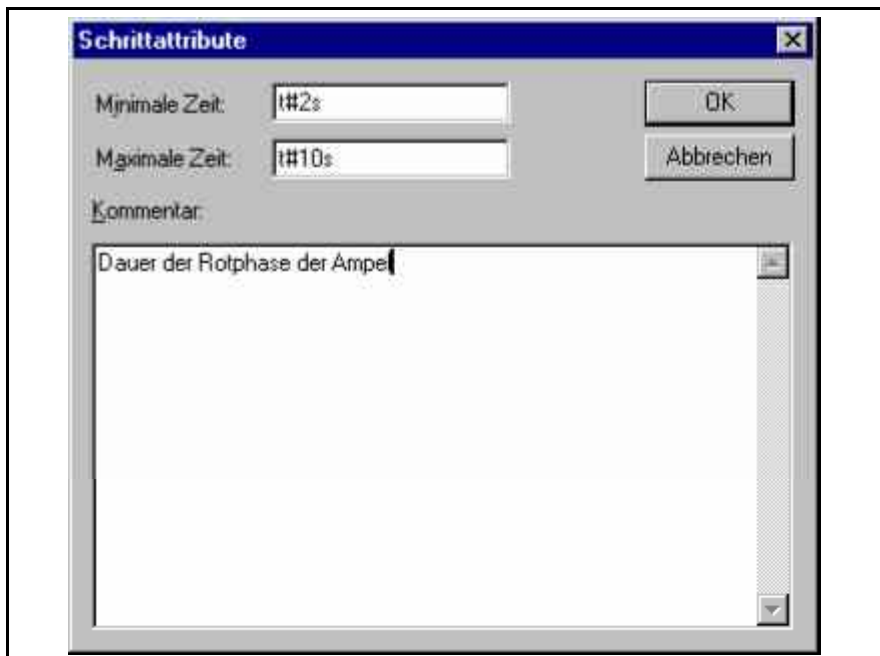 Schrittattribute
Minimale Zeit: t#2s OK
Maximale Zeit: t#10s Abbrechen
Kommentar:
Dauer der Rotphase der Ampel